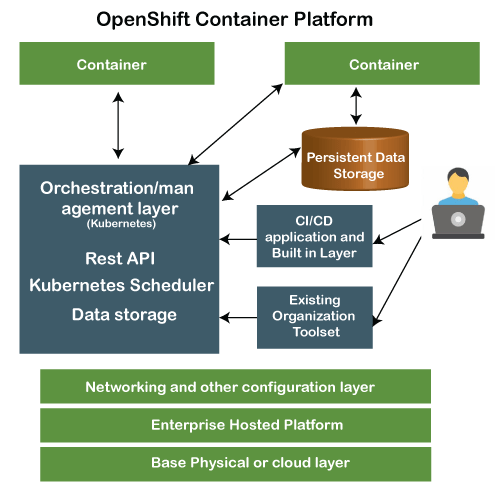 OpenShift Container Platform
Container
Container
Persistent Data
Storage
Orchestration/man
agement layer
(Kubernetes)
Rest API
Kubernetes Scheduler
Data storage
CI/CD
application and
Built in Layer
Existing
Organization
Toolset
Networking and other configuration layer
Enterprise Hosted Platform
Base Physical or cloud layer